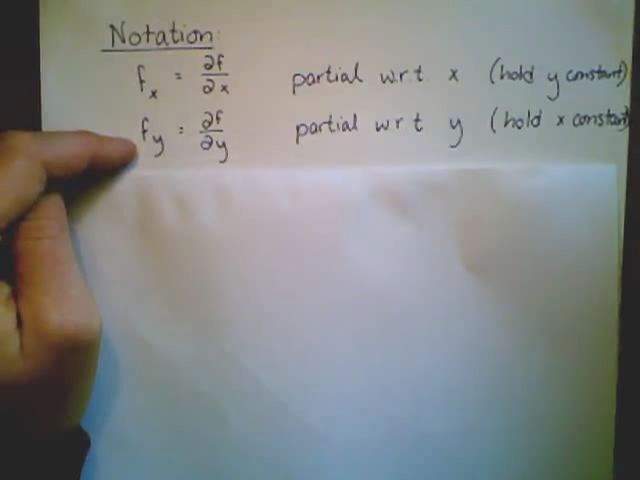 Notation:
fx = ∂f/∂x partial wrt x (hold y constant)
fy = ∂f/∂y partial wrt y (hold x constant)